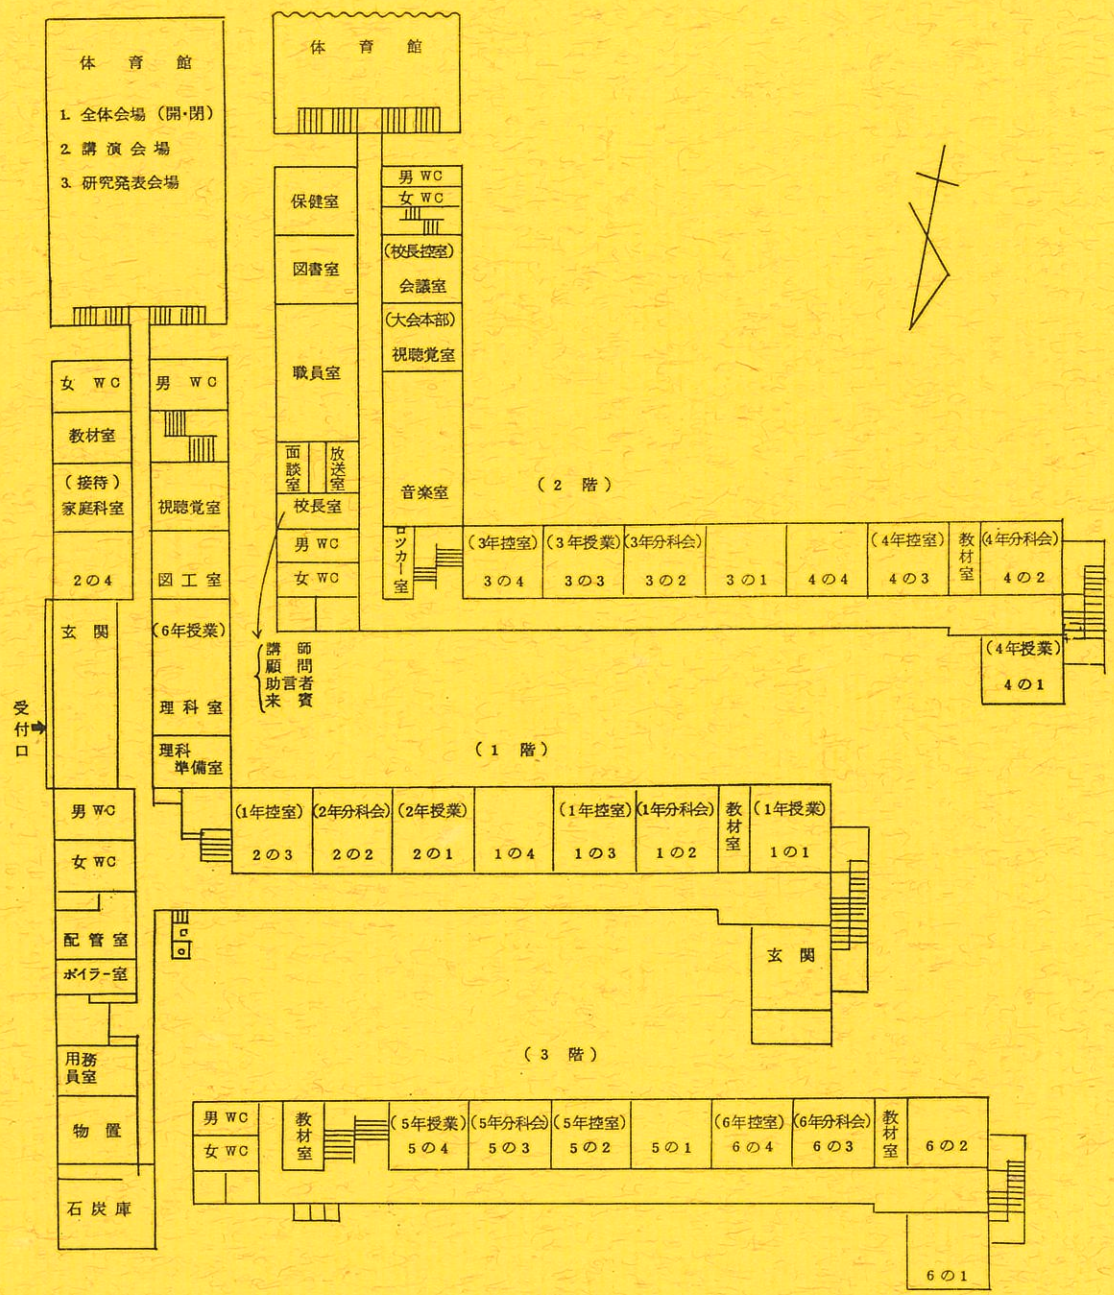 体育館
1. 全体会場（開・閉）
2. 講演会場
3. 研究発表会場
女 WC
男 WC
教材室
（接待）
家庭科室
視聴覚室
2の4
図工室
玄関
(6年授業)
理科室
理科
準備室
受付口
男 WC
女 WC
配管室
ボイラー室
用務
員室
物置
石炭庫
体育館
保健室
男 WC
女 WC
図書室
(校長控室)
会議室
(大会本部)
視聴覚室
職員室
面談室
放送室
音楽室
校長室
男 WC
女 WC
ロッカー室
講師
顧問
助言者
来賓
（2階）
(3年控室)
3の4
(3年授業)
3の3
(3年分科会)
3の2
3の1
4の4
(4年控室)
4の3
教材室
(4年分科会)
4の2
(4年授業)
4の1
（1階）
(1年控室)
2の3
(2年分科会)
2の2
(2年授業)
2の1
1の4
(1年控室)
1の3
(1年分科会)
1の2
教材室
(1年授業)
1の1
玄関
（3階）
男 WC
女 WC
教材室
(5年授業)
5の4
(5年分科会)
5の3
(5年控室)
5の2
5の1
(6年控室)
6の4
(6年分科会)
6の3
教材室
6の2
6の1